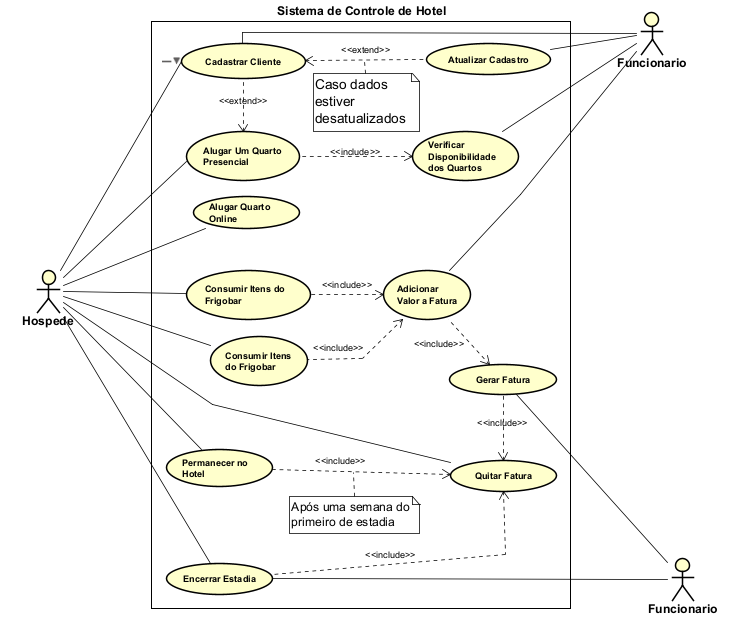 Sistema de Controle de Hotel
<<extend>>
Cadastrar Cliente
Atualizar Cadastro
Funcionario
Caso dados
estiver
desatualizados
<<extend>>
Alugar Um Quarto
Presencial
<<include>>
Verificar
Disponibilidade
dos Quartos
Alugar Quarto
Online
Hospede
Consumir Itens do
Frigobar
<<include>>
Adicionar
Valor a Fatura
Consumir Itens
do Frigobar
<<include>>
<<include>>
Gerar Fatura
<<include>>
Permanecer no
Hotel
<<include>>
Quitar Fatura
Após uma semana do
primeiro de estadia
<<include>>
Encerrar Estadia
Funcionario